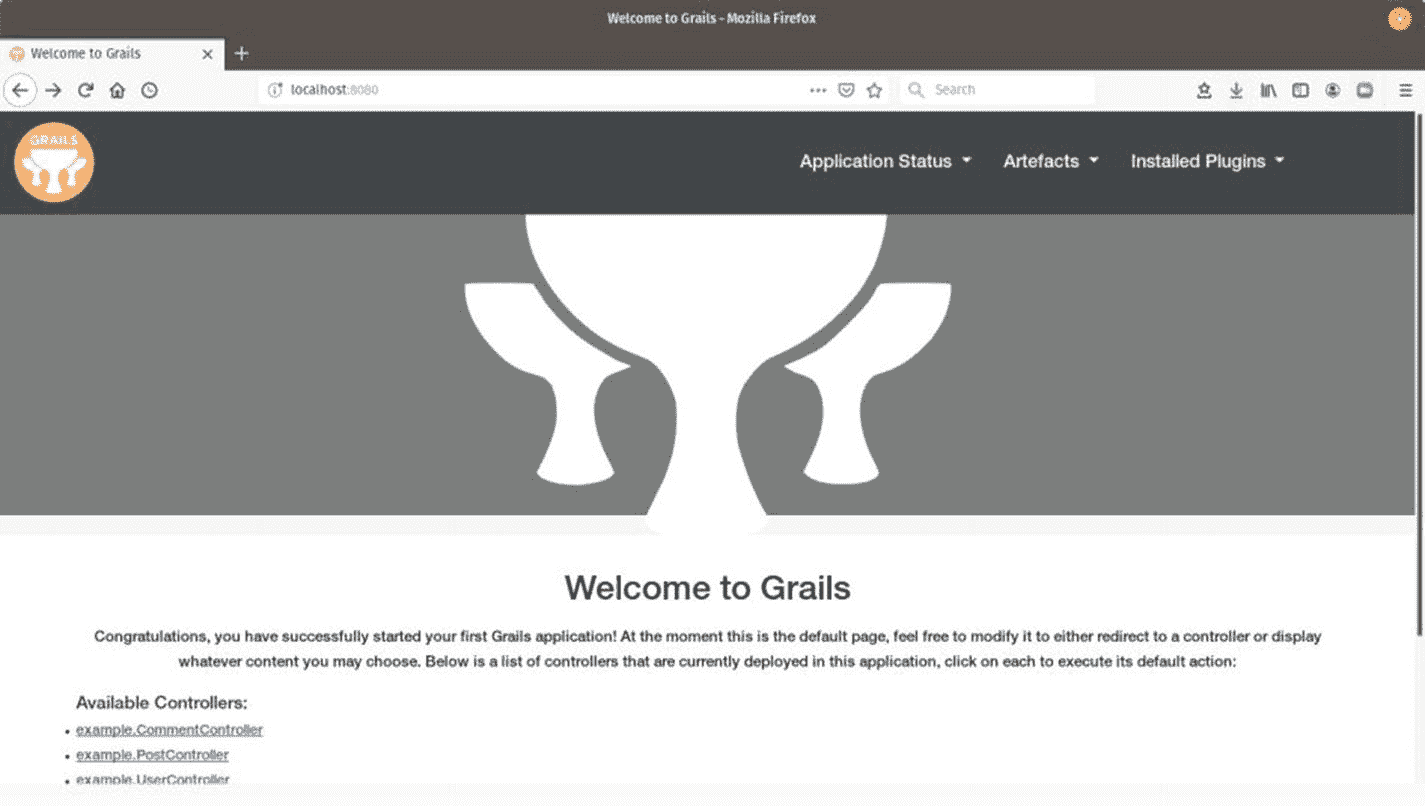 Welcome to Grails - Mozilla Firefox
Welcome to Grails
localhost:8080
Search
GRAILS
Application Status
Artefacts
Installed Plugins
Welcome to Grails
Congratulations, you have successfully started your first Grails application! At the moment this is the default page, feel free to modify it to either redirect to a controller or display
whatever content you may choose. Below is a list of controllers that are currently deployed in this application, click on each to execute its default action:
Available Controllers:
• example.CommentController
• example.PostController
• example.UserController